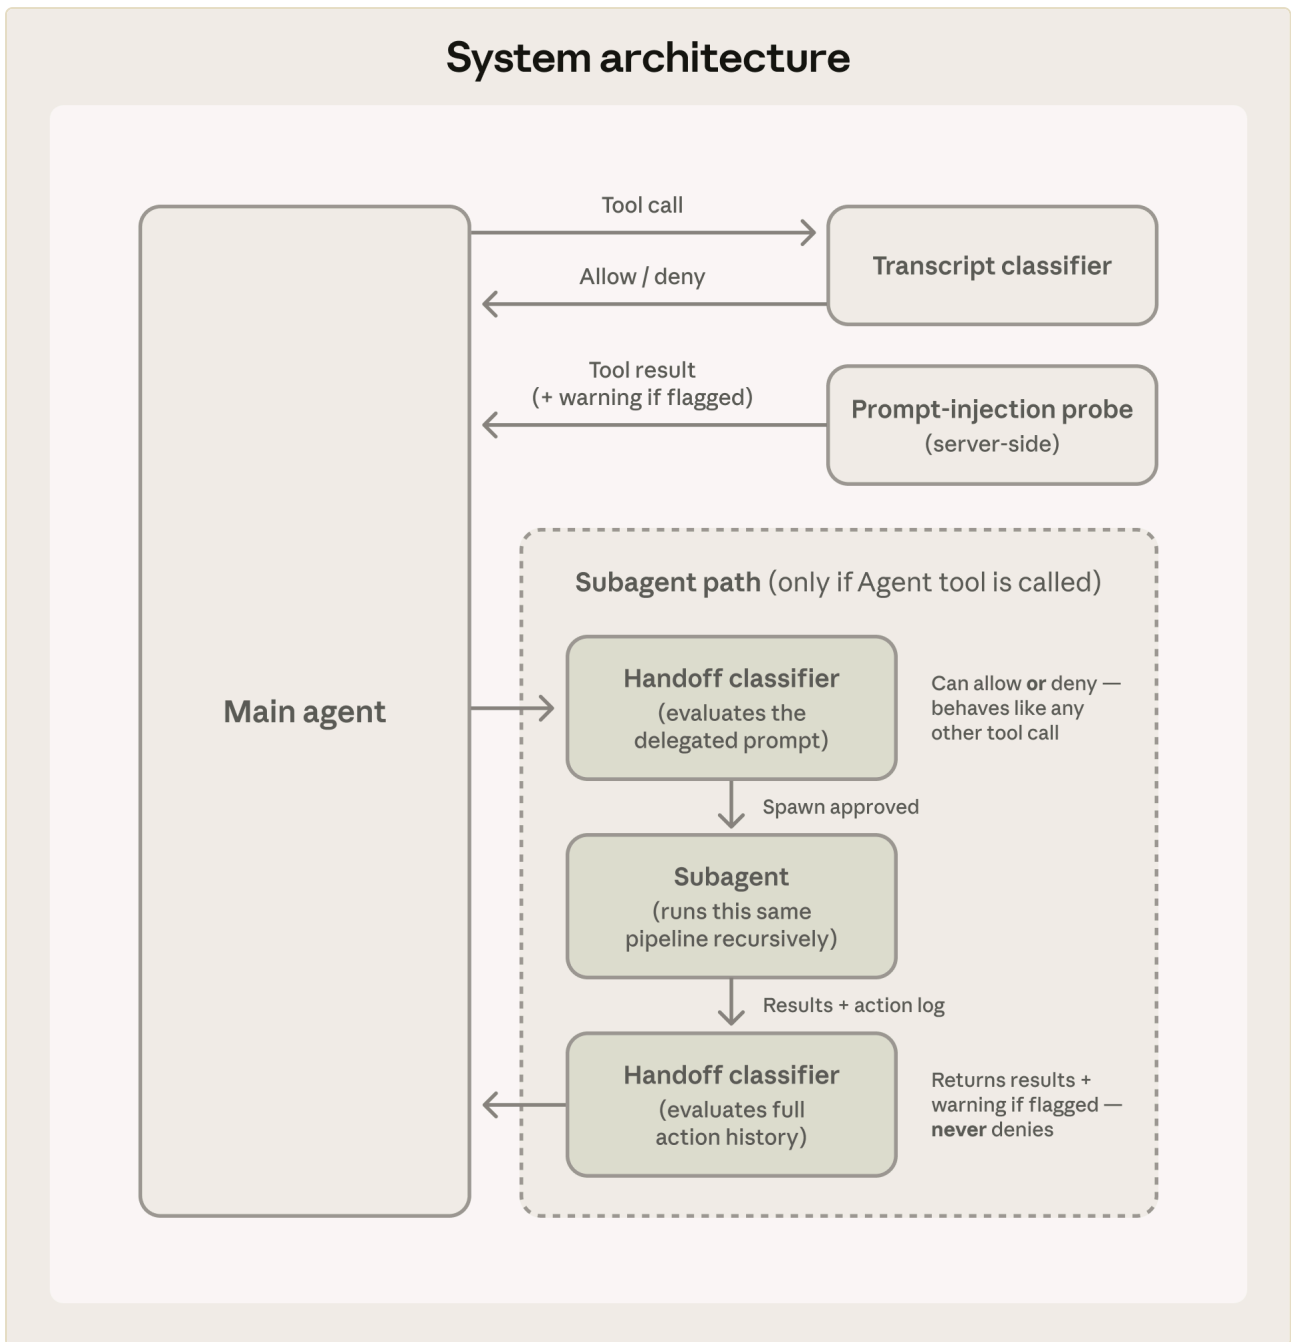 System architecture
Tool call
Transcript classifier
Allow / deny
Tool result
(+ warning if flagged)
Prompt-injection probe
(server-side)
Main agent
Subagent path (only if Agent tool is called)
Handoff classifier
(evaluates the
delegated prompt)
Can allow or deny —
behaves like any
other tool call
Spawn approved
Subagent
(runs this same
pipeline recursively)
Results + action log
Handoff classifier
(evaluates full
action history)
Returns results +
warning if flagged —
never denies